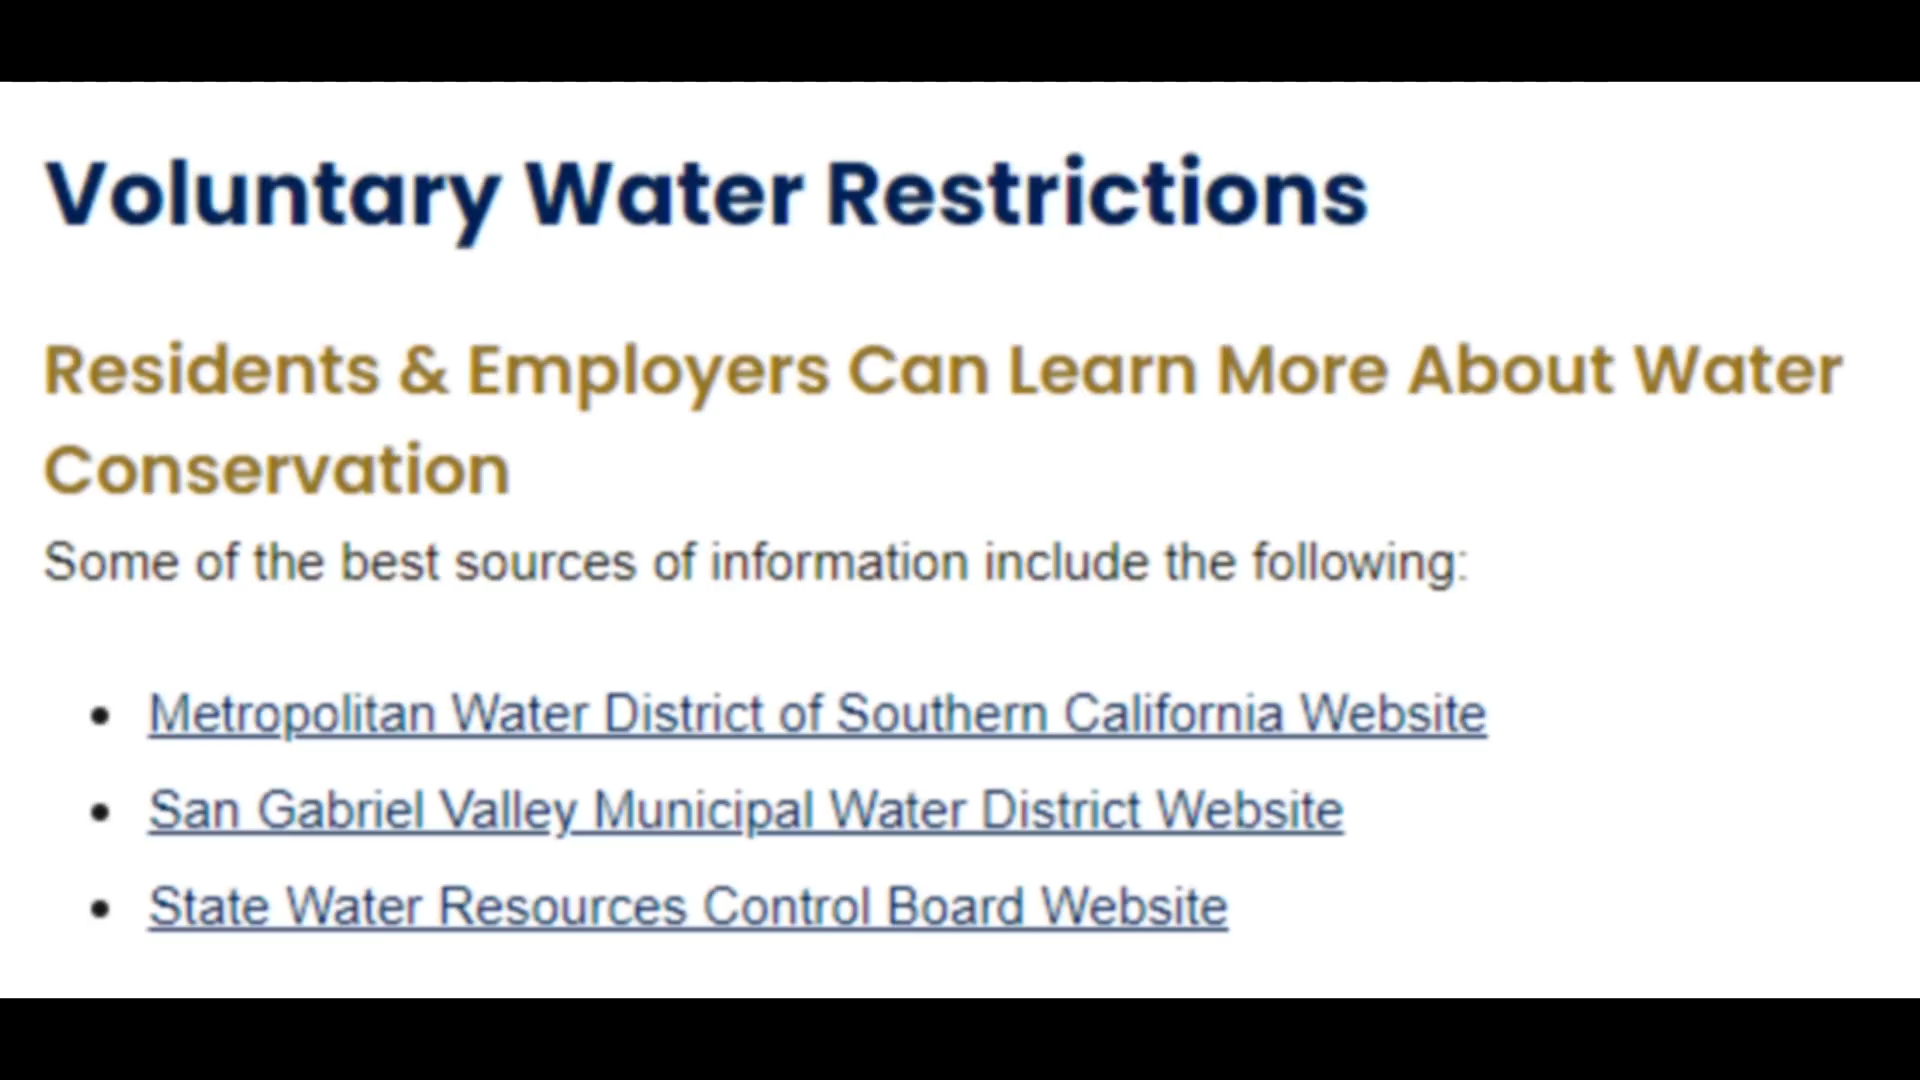 Voluntary Water Restrictions
Residents & Employers Can Learn More About Water
Conservation
Some of the best sources of information include the following:
• Metropolitan Water District of Southern California Website
• San Gabriel Valley Municipal Water District Website
• State Water Resources Control Board Website